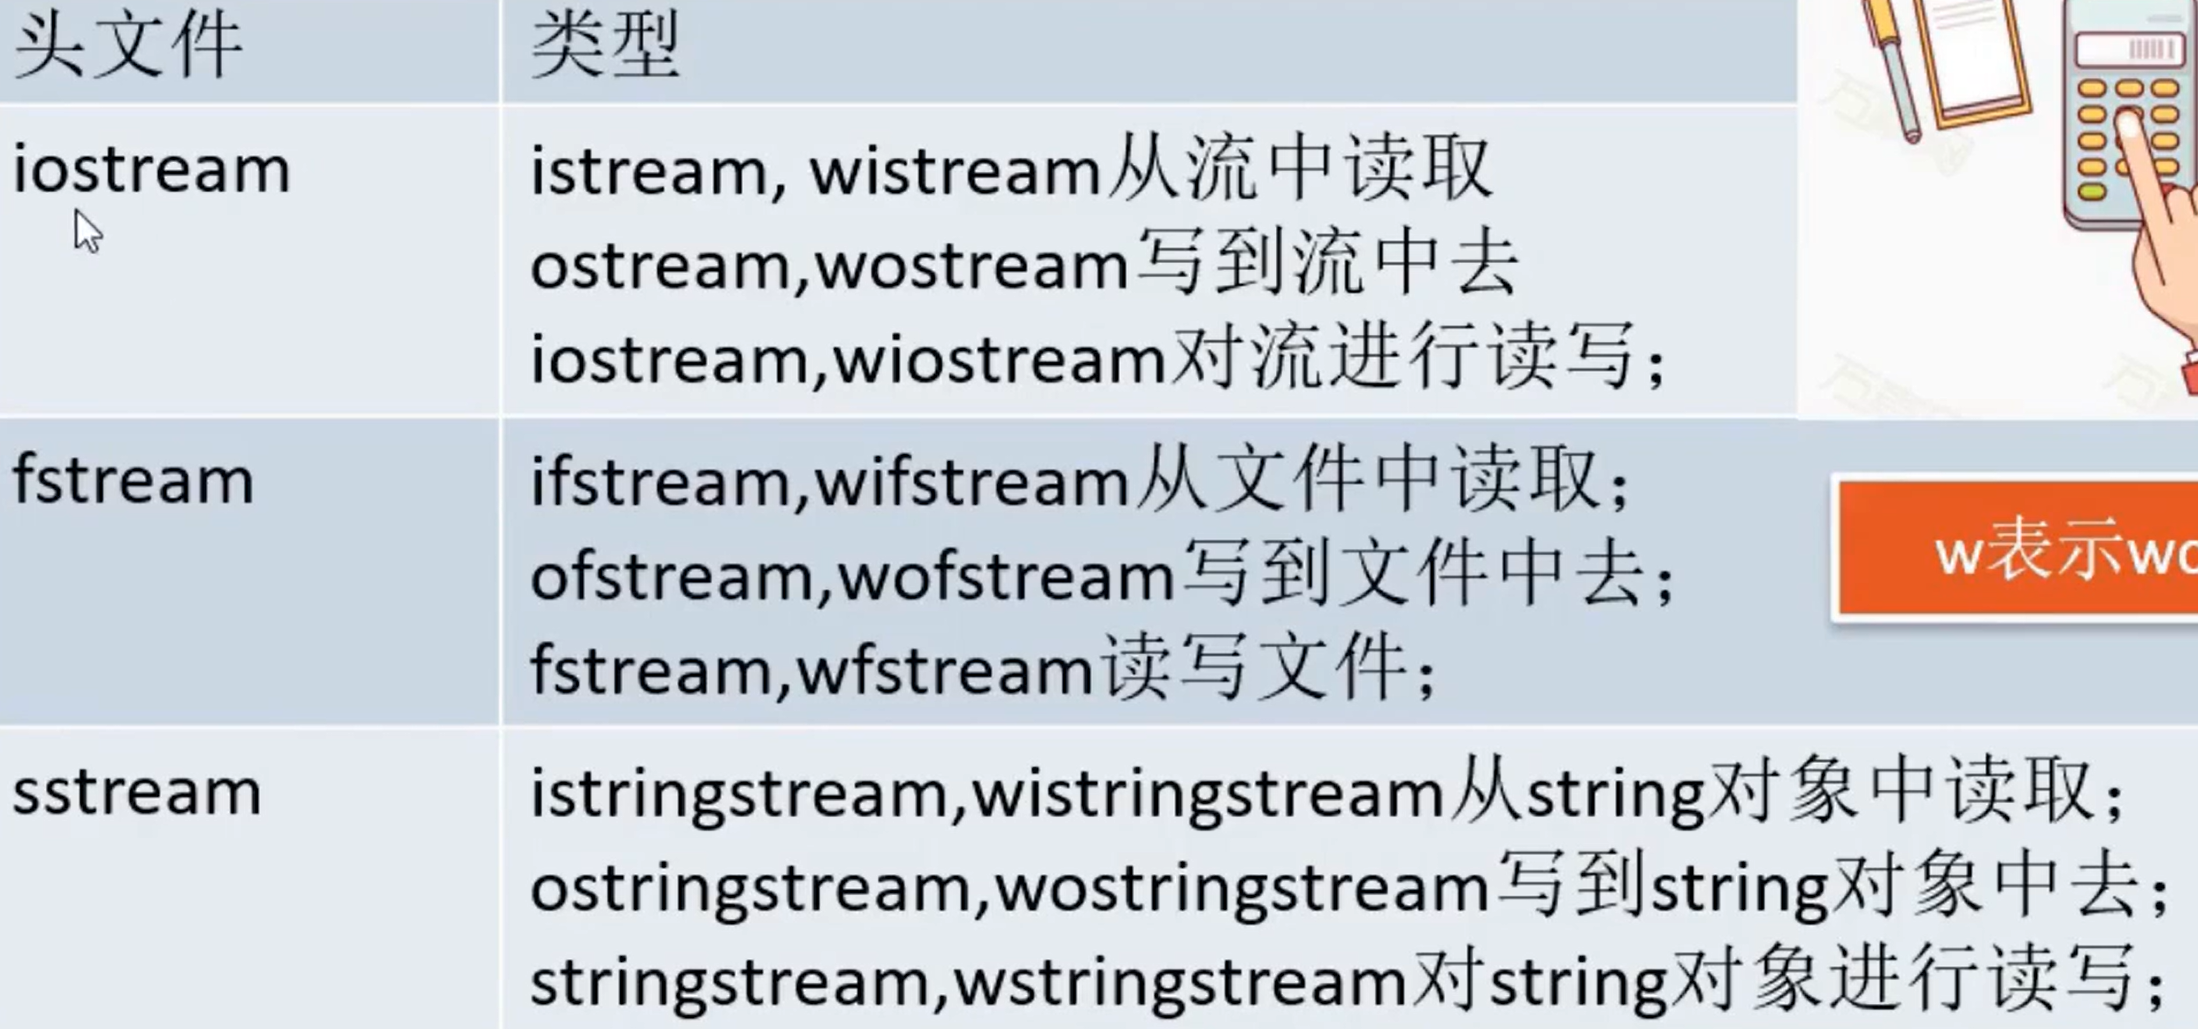 头文件 类型
iostream
istream, wistream从流中读取
ostream,wostream写到流中去
iostream,wiostream对流进行读写；
fstream
ifstream,wifstream从文件中读取；
ofstream,wofstream写到文件中去；
fstream,wfstream读写文件；
w表示
sstream
istringstream,wistringstream从string对象中读取；
ostringstream,wostringstream写到string对象中去；
stringstream,wstringstream对string对象进行读写；